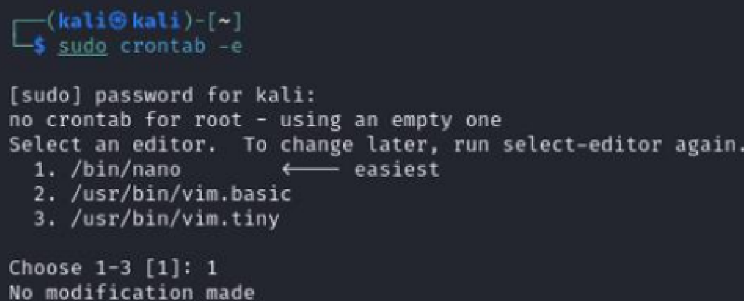 ┌──(kali㉿kali)-[~]
└─$ sudo crontab -e
[sudo] password for kali:
no crontab for root - using an empty one
Select an editor.  To change later, run select-editor again.
  1. /bin/nano        <---- easiest
  2. /usr/bin/vim.basic
  3. /usr/bin/vim.tiny
Choose 1-3 [1]: 1
No modification made